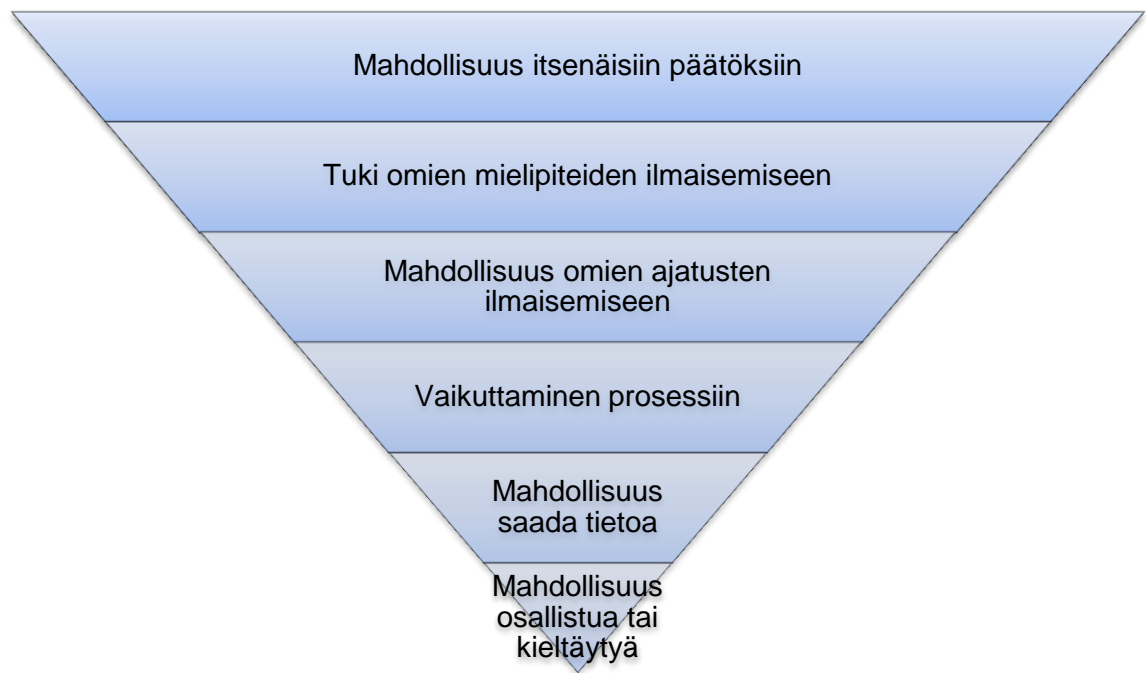 Mahdollisuus itsenäisiin päätöksiin
Tuki omien mielipiteiden ilmaisemiseen
Mahdollisuus omien ajatusten
ilmaisemiseen
Vaikuttaminen prosessiin
Mahdollisuus
saada tietoa
Mahdollisuus
osallistua tai
kieltäytyä